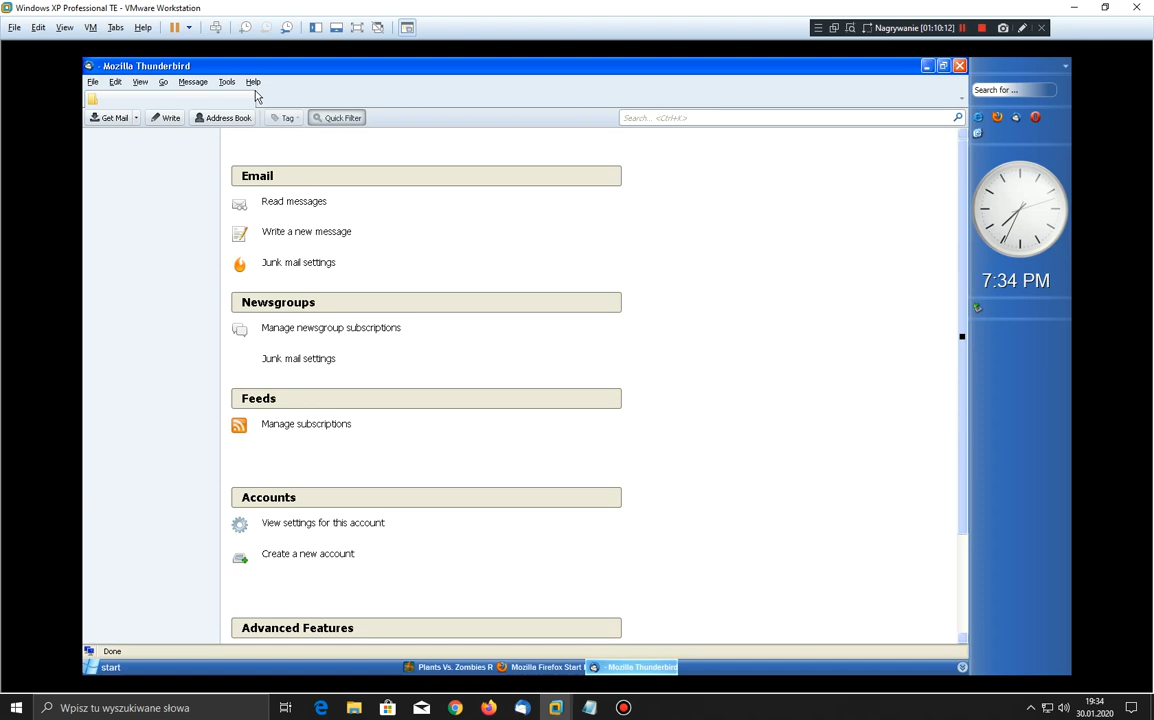 Windows XP Professional TE - VMware Workstation
File Edit View VM Tabs Help
Nagrywanie [01:10:12]
- Mozilla Thunderbird
File Edit View Go Message Tools Help
Search for ...
Get Mail Write Address Book Tag Quick Filter Search... <Ctrl+K>
Email
Read messages
Write a new message
Junk mail settings
7:34 PM
Newsgroups
Manage newsgroup subscriptions
Junk mail settings
Feeds
Manage subscriptions
Accounts
View settings for this account
Create a new account
Advanced Features
Done
start Plants Vs. Zombies R Mozilla Firefox Start - Mozilla Thunderbird
Wpisz tu wyszukiwane słowo
19:34
30.01.2020